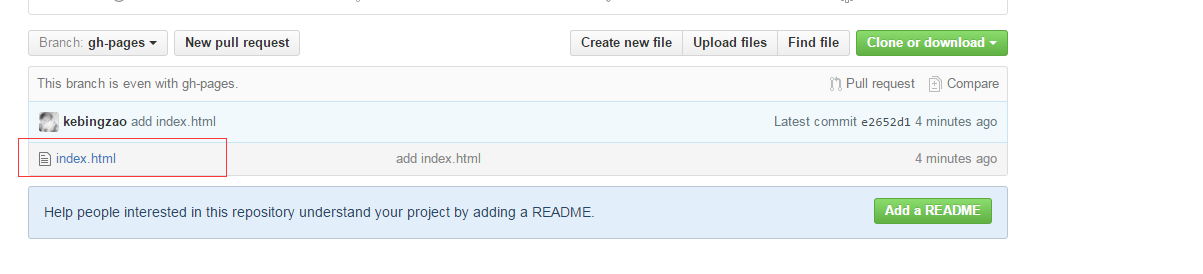 Branch: gh-pages New pull request Create new file Upload files Find file Clone or download
This branch is even with gh-pages. Pull request Compare
kebingzao add index.html Latest commit e2652d1 4 minutes ago
index.html add index.html 4 minutes ago
Help people interested in this repository understand your project by adding a README. Add a README